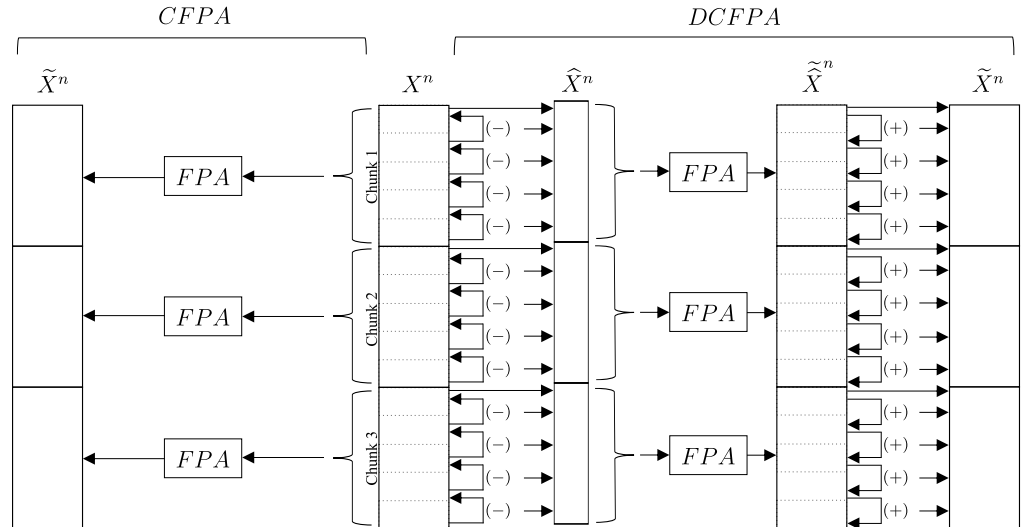 CFPA DCFPA
X̃ⁿ Xⁿ X̂ⁿ X̂̃ⁿ X̃ⁿ
Chunk 1
FPA FPA
(−) (+)
(−) (+)
(−) (+)
(−) (+)
Chunk 2
FPA FPA
(−) (+)
(−) (+)
(−) (+)
(−) (+)
Chunk 3
FPA FPA
(−) (+)
(−) (+)
(−) (+)
(−) (+)